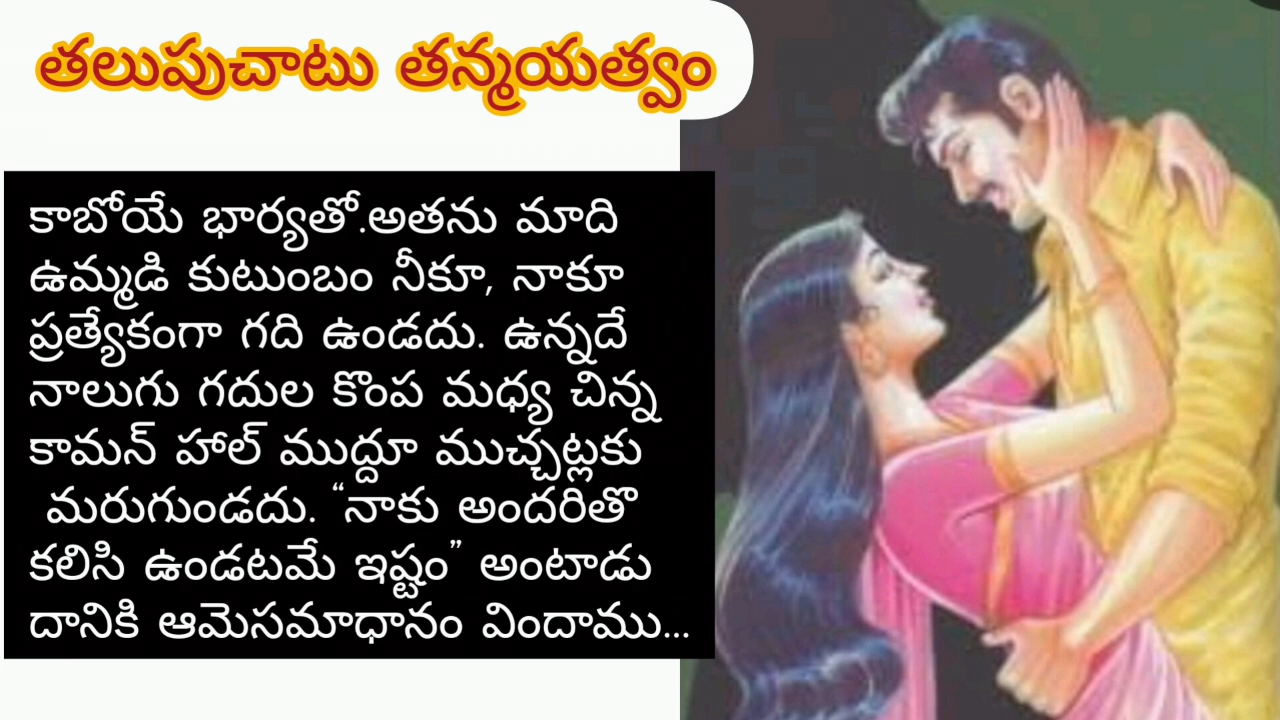 తలుపుచాటు తన్మయత్వం
కాబోయే భార్యతో.అతను మాది
ఉమ్మడి కుటుంబం నీకూ, నాకూ
ప్రత్యేకంగా గది ఉండదు. ఉన్నదే
నాలుగు గదుల కొంప మధ్య చిన్న
కామన్ హాల్ ముద్దూ ముచ్చట్లకు
మరుగుండదు. “నాకు అందరితొ
కలిసి ఉండటమే ఇష్టం” అంటాడు
దానికి ఆమెసమాధానం విందాము...